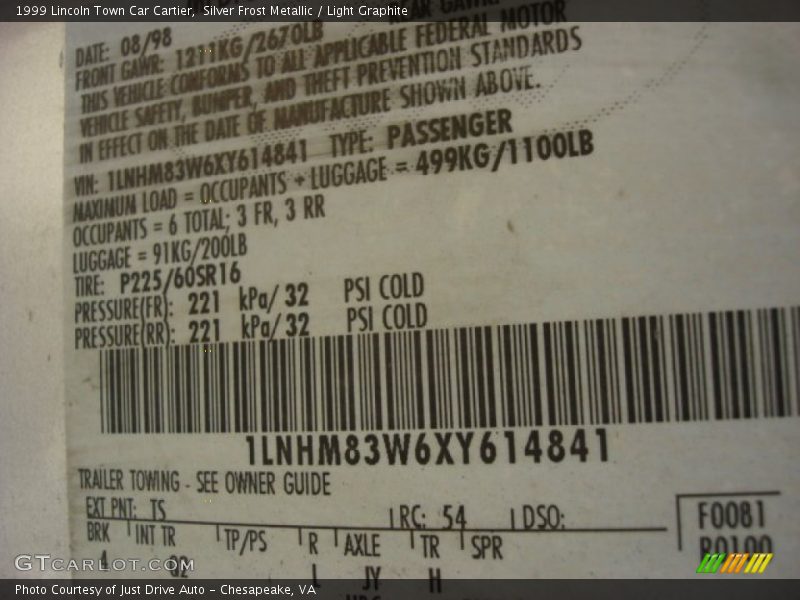 1999 Lincoln Town Car Cartier, Silver Frost Metallic / Light Graphite
DATE: 08/98
FRONT GAWR: 1211KG/2670LB
THIS VEHICLE CONFORMS TO ALL APPLICABLE FEDERAL MOTOR
VEHICLE SAFETY, BUMPER, AND THEFT PREVENTION STANDARDS
IN EFFECT ON THE DATE OF MANUFACTURE SHOWN ABOVE.
VIN: 1LNHM83W6XY614841 TYPE: PASSENGER
MAXIMUM LOAD = OCCUPANTS + LUGGAGE = 499KG/1100LB
OCCUPANTS = 6 TOTAL; 3 FR, 3 RR
LUGGAGE = 91KG/200LB
TIRE: P225/60SR16
PRESSURE(FR): 221 kPa/ 32 PSI COLD
PRESSURE(RR): 221 kPa/ 32 PSI COLD
1LNHM83W6XY614841
TRAILER TOWING - SEE OWNER GUIDE
EXT PNT: TS RC: 54 DSO:
BRK INT TR TP/PS R AXLE TR SPR
F0081
R0100
4 L JY H
GTCARLOT.COM
Photo Courtesy of Just Drive Auto - Chesapeake, VA